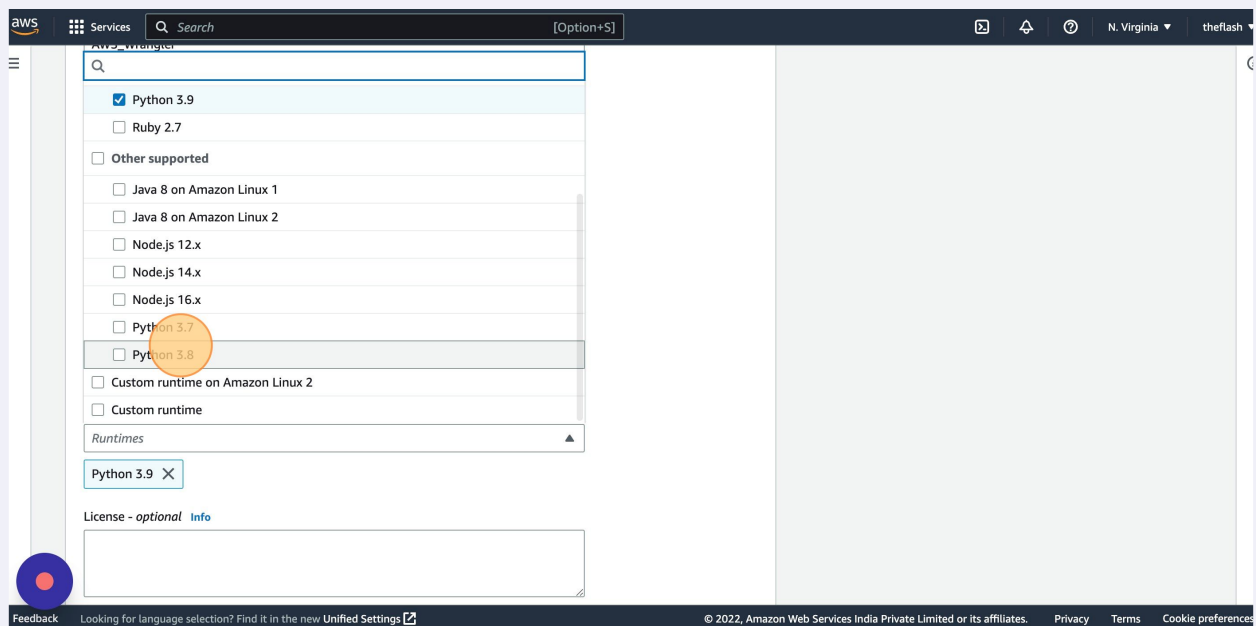 aws Services Search [Option+S] N. Virginia ▼ theflash
AWS_Wrangler
Python 3.9
Ruby 2.7
Other supported
Java 8 on Amazon Linux 1
Java 8 on Amazon Linux 2
Node.js 12.x
Node.js 14.x
Node.js 16.x
Python 3.7
Python 3.8
Custom runtime on Amazon Linux 2
Custom runtime
Runtimes
Python 3.9
License - optional Info
Feedback Looking for language selection? Find it in the new Unified Settings © 2022, Amazon Web Services India Private Limited or its affiliates. Privacy Terms Cookie preferences